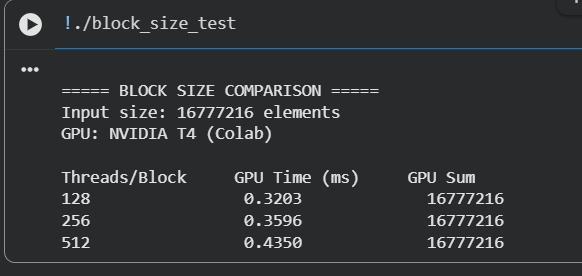 !./block_size_test
===== BLOCK SIZE COMPARISON =====
Input size: 16777216 elements
GPU: NVIDIA T4 (Colab)
Threads/Block     GPU Time (ms)     GPU Sum
128     0.3203     16777216
256     0.3596     16777216
512     0.4350     16777216